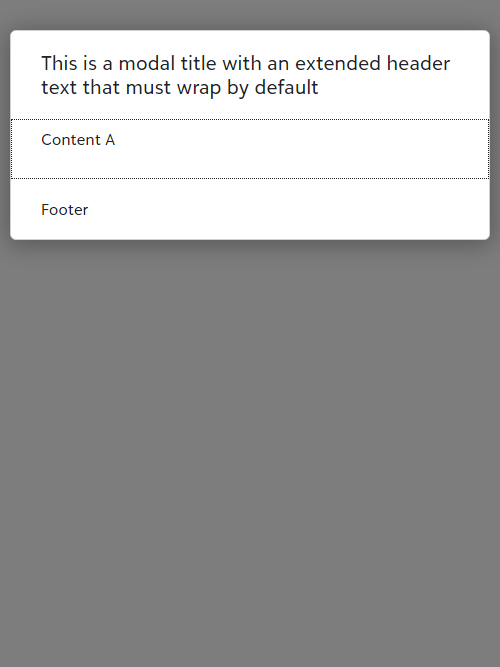 This is a modal title with an extended header
text that must wrap by default
Content A
Footer